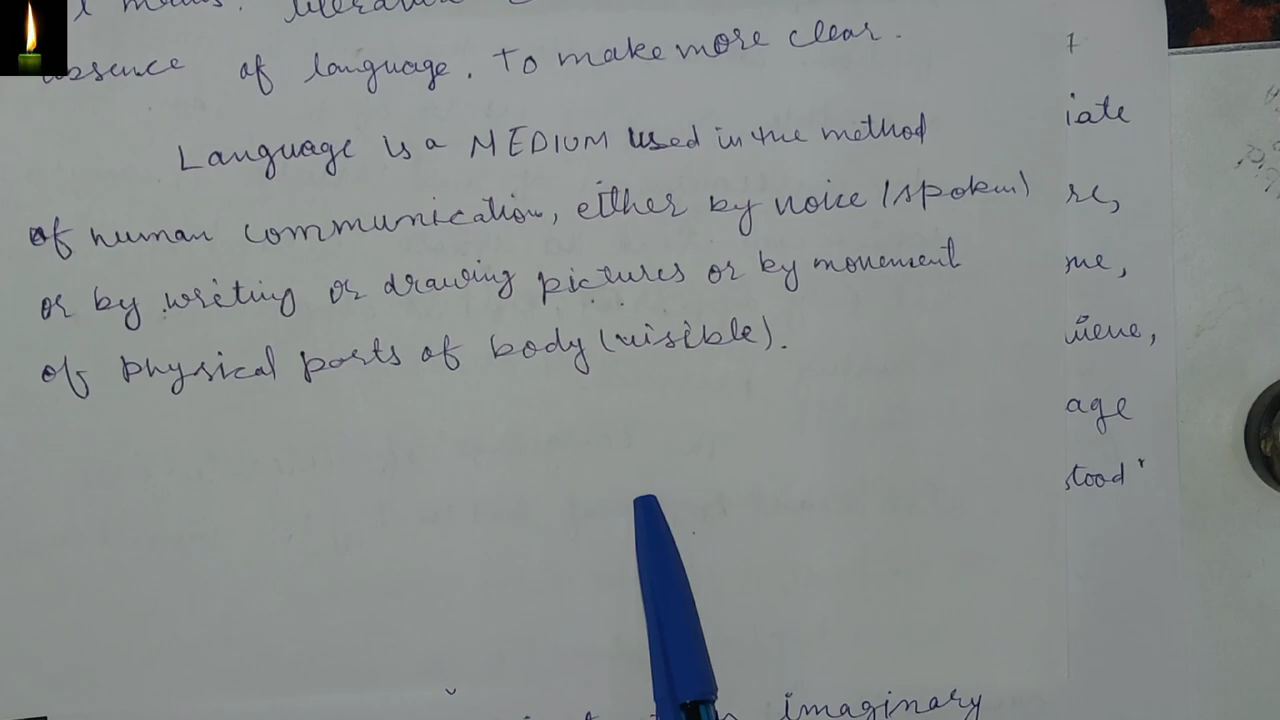 absence of language. To make more clear.
Language is a MEDIUM used in the method
of human communication, either by voice (spoken)
or by writing or drawing pictures or by movement
of physical parts of body (visible).
iate
re,
me,
age
stood
imaginary